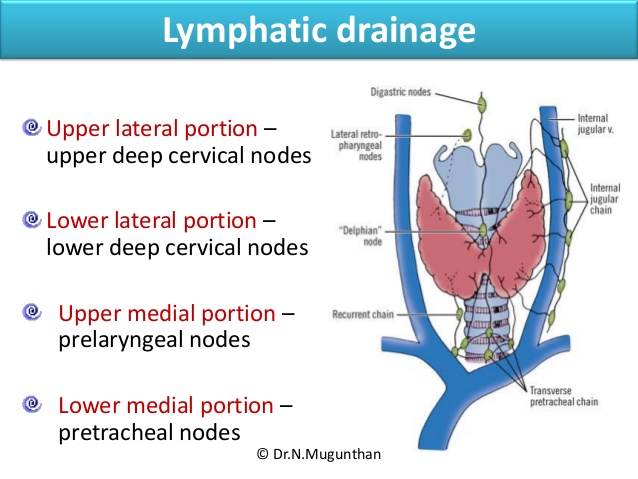 Lymphatic drainage
Upper lateral portion –
upper deep cervical nodes
Lower lateral portion –
lower deep cervical nodes
Upper medial portion –
prelaryngeal nodes
Lower medial portion –
pretracheal nodes
Digastric nodes
Lateral retro-
pharyngeal
nodes
"Delphian"
node
Recurrent chain
Internal
jugular v.
Internal
jugular
chain
Transverse
pretracheal chain
© Dr.N.Mugunthan